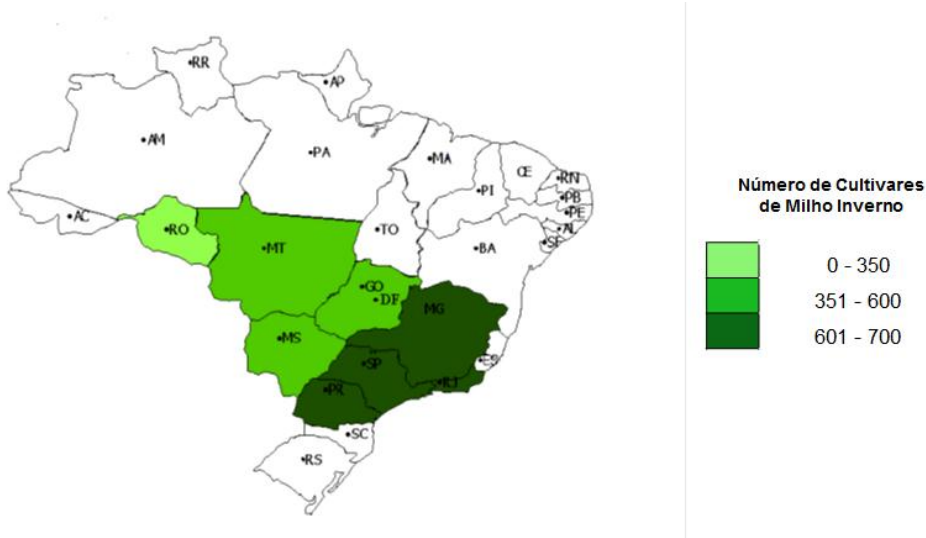 RR
AP
AM
PA
MA
CE
RN
PI
PB
PE
AC
AL
RO
TO
SE
MT
BA
GO
DF
MG
MS
ES
SP
RJ
PR
SC
RS
Número de Cultivares
de Milho Inverno
0 - 350
351 - 600
601 - 700